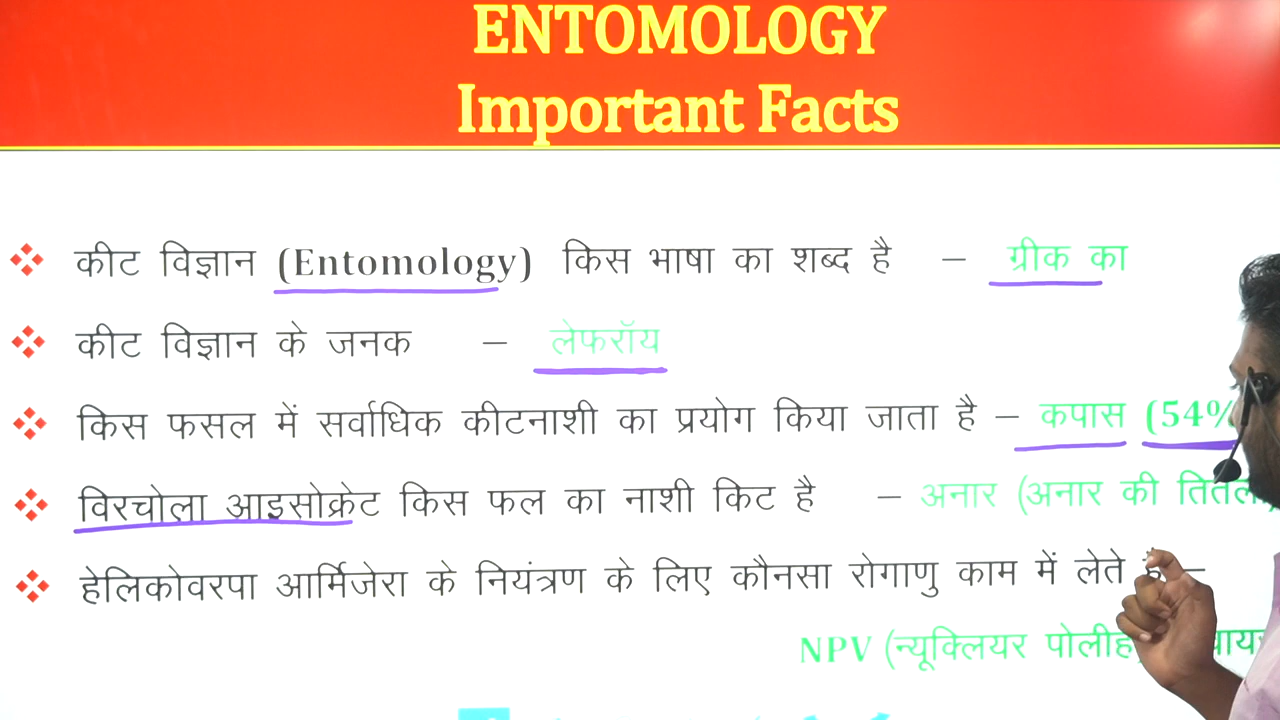 ENTOMOLOGY
Important Facts
कीट विज्ञान (Entomology) किस भाषा का शब्द है – ग्रीक का
कीट विज्ञान के जनक – लेफरॉय
किस फसल में सर्वाधिक कीटनाशी का प्रयोग किया जाता है – कपास (54%
विरचोला आइसोक्रेट किस फल का नाशी किट है – अनार (अनार की
हेलिकोवरपा आर्मिजेरा के नियंत्रण के लिए कौनसा रोगाणु काम में लेते –
NPV (न्यूक्लियर